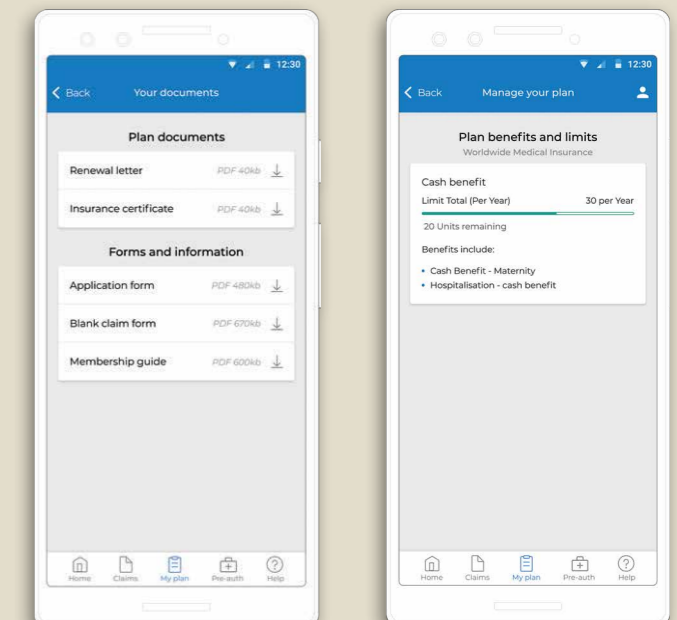 12:30
Back Your documents
Plan documents
Renewal letter PDF 40kb
Insurance certificate PDF 40kb
Forms and information
Application form PDF 480kb
Blank claim form PDF 670kb
Membership guide PDF 600kb
Home Claims My plan Pre-auth Help
12:30
Back Manage your plan
Plan benefits and limits
Worldwide Medical Insurance
Cash benefit
Limit Total (Per Year) 30 per Year
20 Units remaining
Benefits include:
• Cash Benefit - Maternity
• Hospitalisation - cash benefit
Home Claims My plan Pre-auth Help